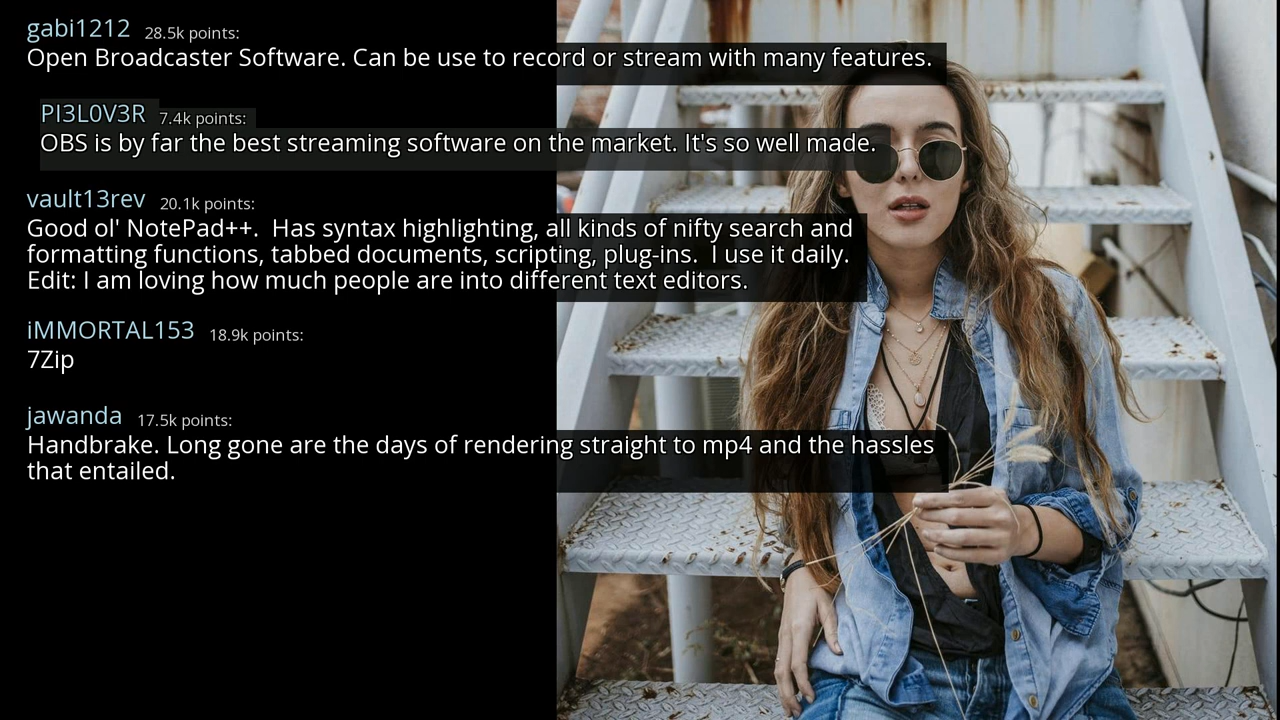 gabi1212 28.5k points:
Open Broadcaster Software. Can be use to record or stream with many features.
PI3L0V3R 7.4k points:
OBS is by far the best streaming software on the market. It's so well made.
vault13rev 20.1k points:
Good ol' NotePad++.  Has syntax highlighting, all kinds of nifty search and
formatting functions, tabbed documents, scripting, plug-ins.  I use it daily.
Edit: I am loving how much people are into different text editors.
iMMORTAL153 18.9k points:
7Zip
jawanda 17.5k points:
Handbrake. Long gone are the days of rendering straight to mp4 and the hassles
that entailed.